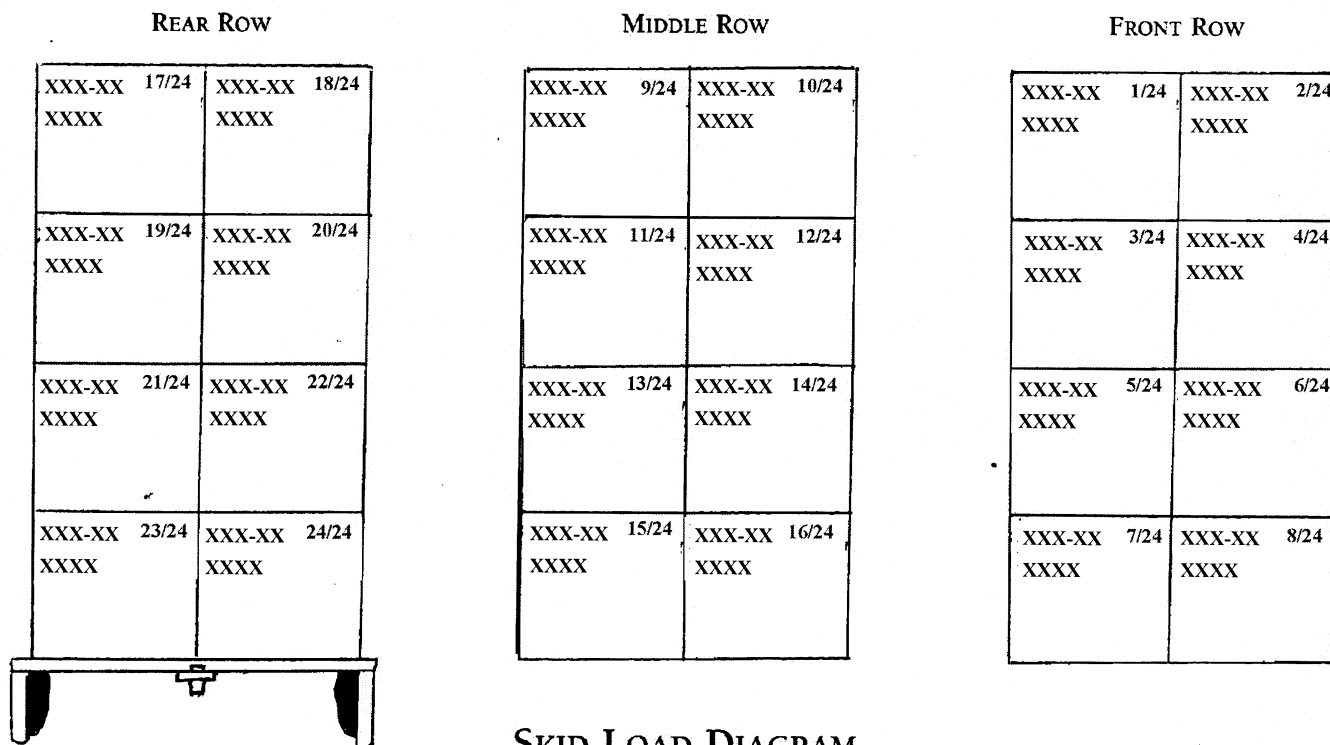 REAR ROW
XXX-XX 17/24 XXX-XX 18/24
XXXX XXXX
XXX-XX 19/24 XXX-XX 20/24
XXXX XXXX
XXX-XX 21/24 XXX-XX 22/24
XXXX XXXX
XXX-XX 23/24 XXX-XX 24/24
XXXX XXXX
MIDDLE ROW
XXX-XX 9/24 XXX-XX 10/24
XXXX XXXX
XXX-XX 11/24 XXX-XX 12/24
XXXX XXXX
XXX-XX 13/24 XXX-XX 14/24
XXXX XXXX
XXX-XX 15/24 XXX-XX 16/24
XXXX XXXX
FRONT ROW
XXX-XX 1/24 XXX-XX 2/24
XXXX XXXX
XXX-XX 3/24 XXX-XX 4/24
XXXX XXXX
XXX-XX 5/24 XXX-XX 6/24
XXXX XXXX
XXX-XX 7/24 XXX-XX 8/24
XXXX XXXX
SKID LOAD DIAGRAM